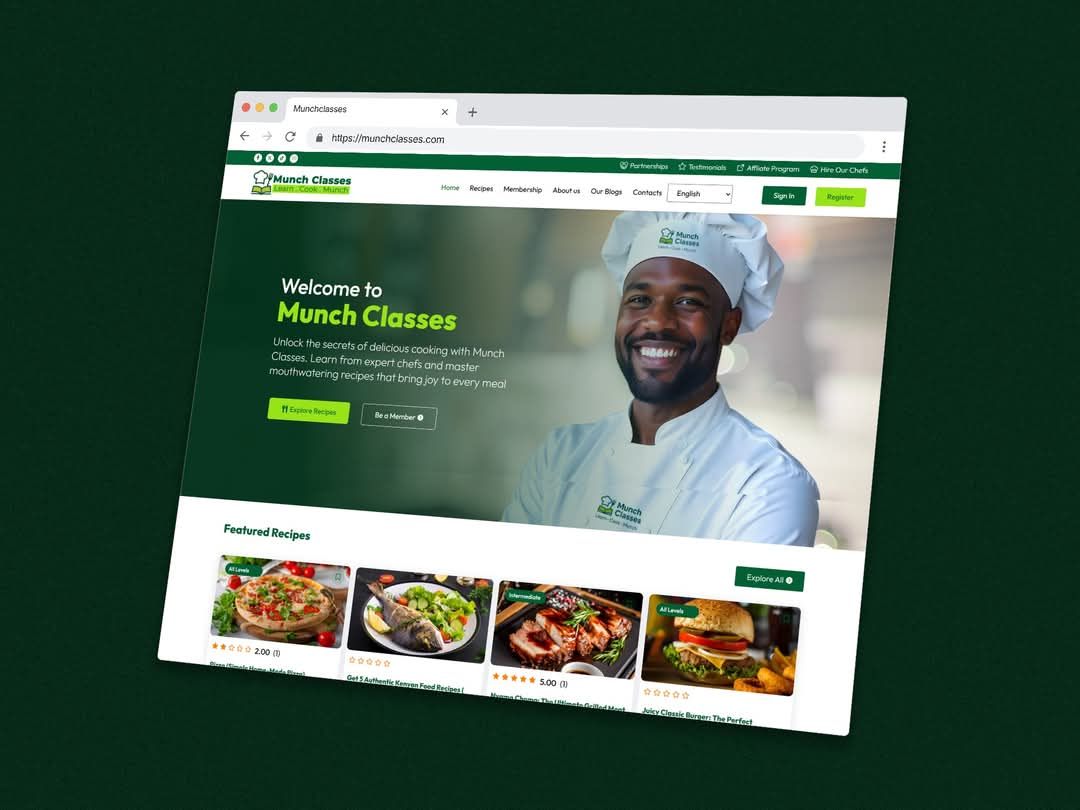 Munchclasses
https://munchclasses.com
Partnerships Testimonials Affliate Program Hire Our Chefs
Munch Classes
Learn . Cook . Munch
Home Recipes Membership About us Our Blogs Contacts English Sign In Register
Munch
Classes
Learn . Cook . Munch
Welcome to
Munch Classes
Unlock the secrets of delicious cooking with Munch
Classes. Learn from expert chefs and master
mouthwatering recipes that bring joy to every meal
Explore Recipes Be a Member
Munch
Classes
Learn . Cook . Munch
Featured Recipes
Explore All
All Levels
Intermediate
All Levels
2.00 (1)
5.00 (1)
Pizza (Simple Home-Made Pizza)
Get 5 Authentic Kenyan Food Recipes |
Nyama Choma: The Ultimate Grilled Meat
Juicy Classic Burger: The Perfect